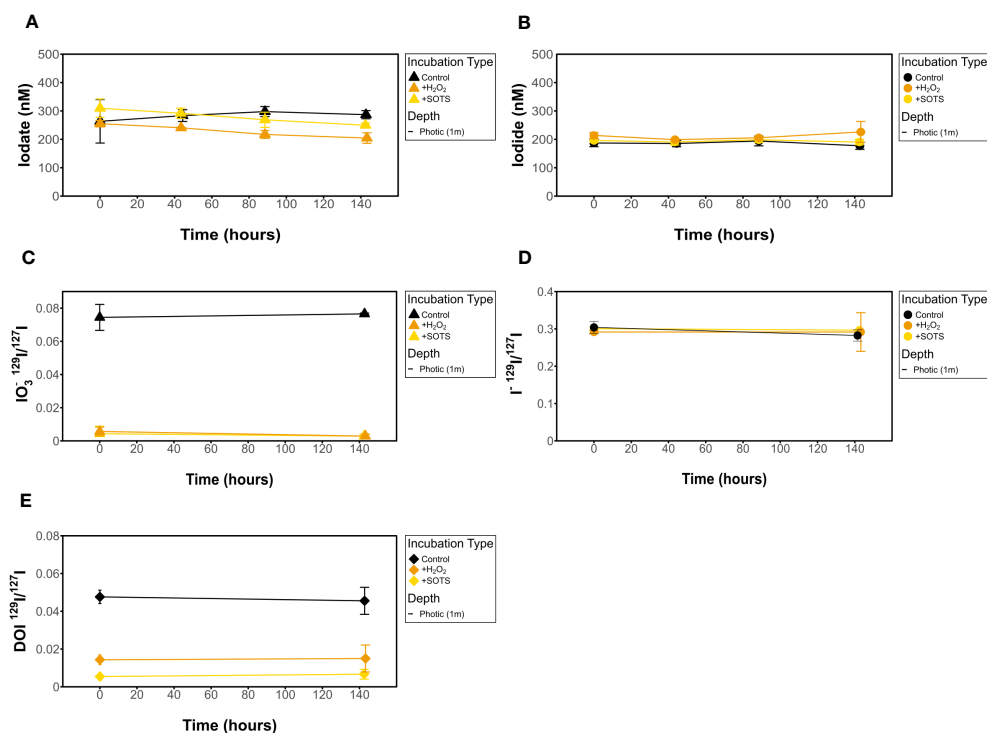 A
500
400
300
200
100
0
Iodate (nM)
0 20 40 60 80 100 120 140
Time (hours)
Incubation Type
Control
+H₂O₂
+SOTS
Depth
Photic (1m)
B
500
400
300
200
100
0
Iodide (nM)
0 20 40 60 80 100 120 140
Time (hours)
Incubation Type
Control
+H₂O₂
+SOTS
Depth
Photic (1m)
C
0.08
0.06
0.04
0.02
0
IO₃⁻ ¹²⁹I/¹²⁷I
0 20 40 60 80 100 120 140
Time (hours)
Incubation Type
Control
+H₂O₂
+SOTS
Depth
Photic (1m)
D
0.4
0.3
0.2
0.1
0
I⁻ ¹²⁹I/¹²⁷I
0 20 40 60 80 100 120 140
Time (hours)
Incubation Type
Control
+H₂O₂
+SOTS
Depth
Photic (1m)
E
0.08
0.06
0.04
0.02
0
DOI ¹²⁹I/¹²⁷I
0 20 40 60 80 100 120 140
Time (hours)
Incubation Type
Control
+H₂O₂
+SOTS
Depth
Photic (1m)